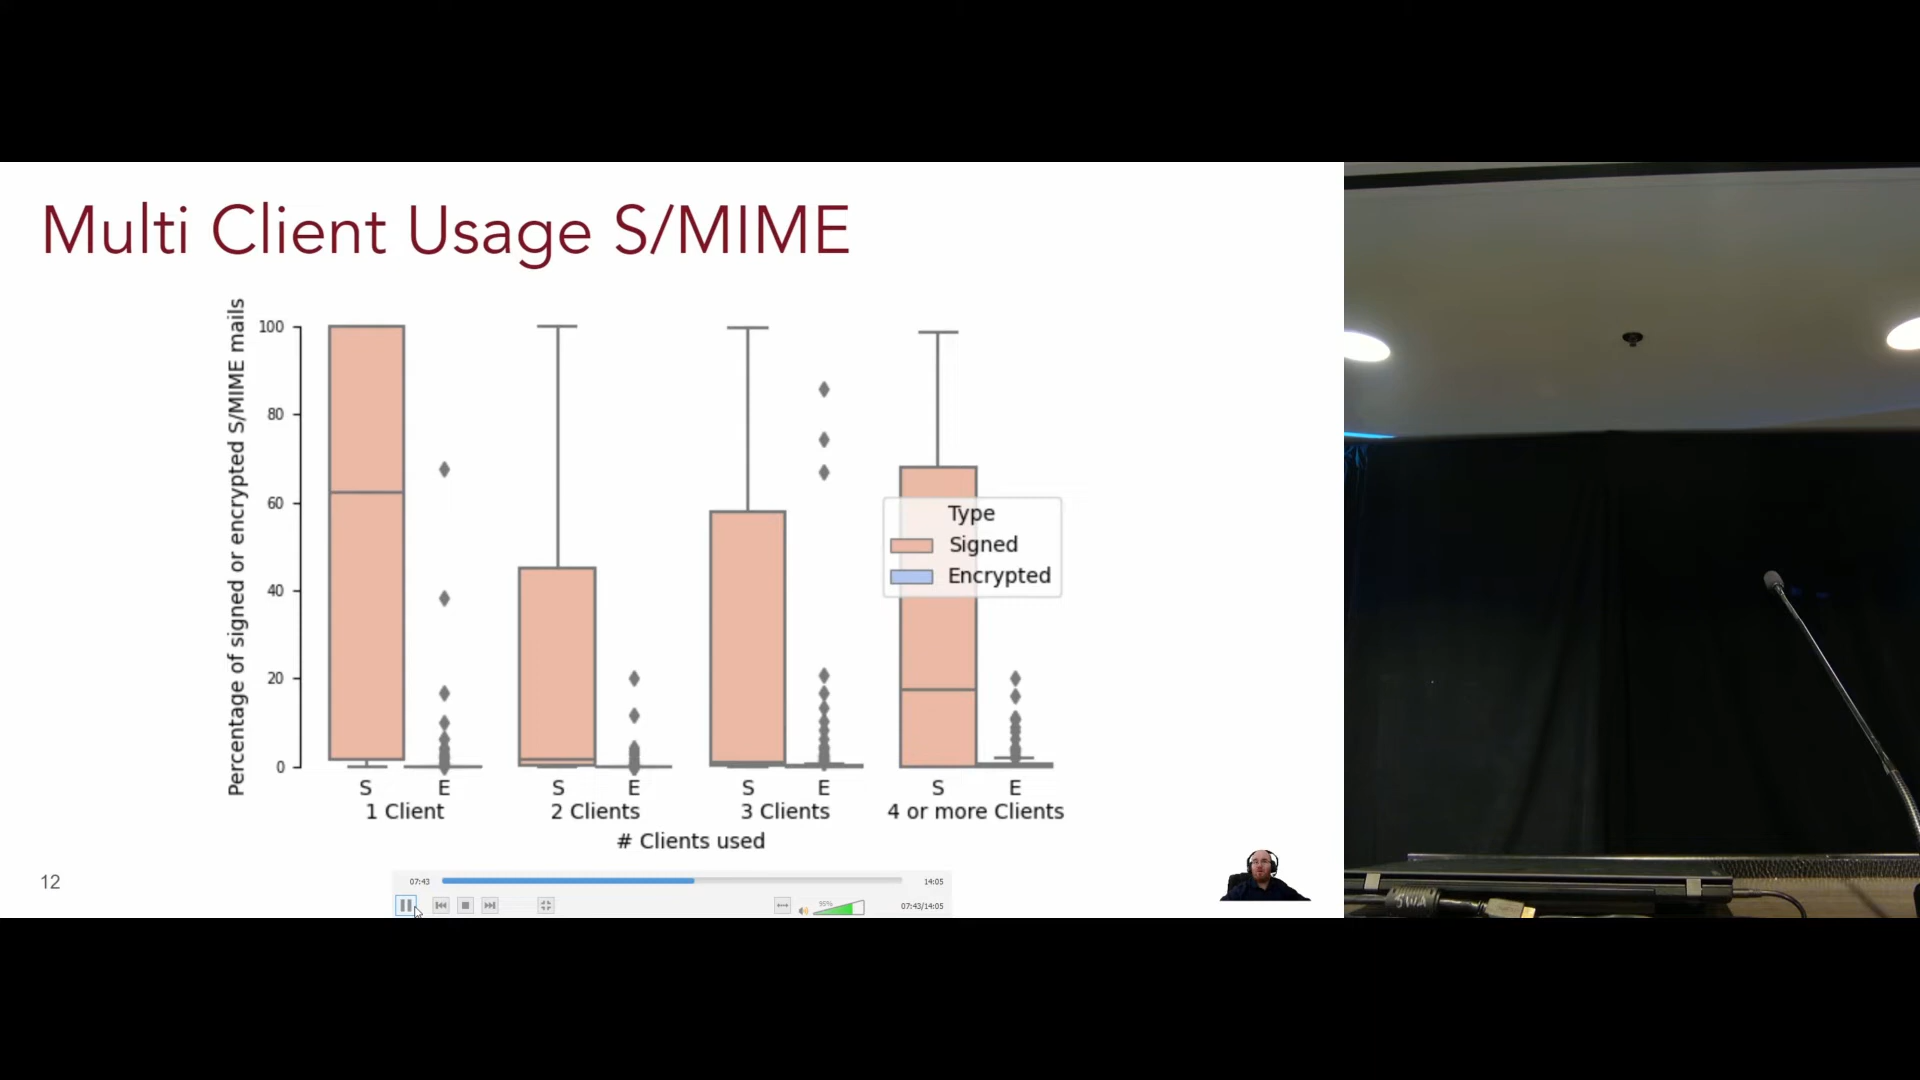 Multi Client Usage S/MIME
Percentage of signed or encrypted S/MIME mails
100
80
60
40
20
0
Type
Signed
Encrypted
S E S E S E S E
1 Client 2 Clients 3 Clients 4 or more Clients
# Clients used
12
07:43 14:05
95%
07:43/14:05
SWA